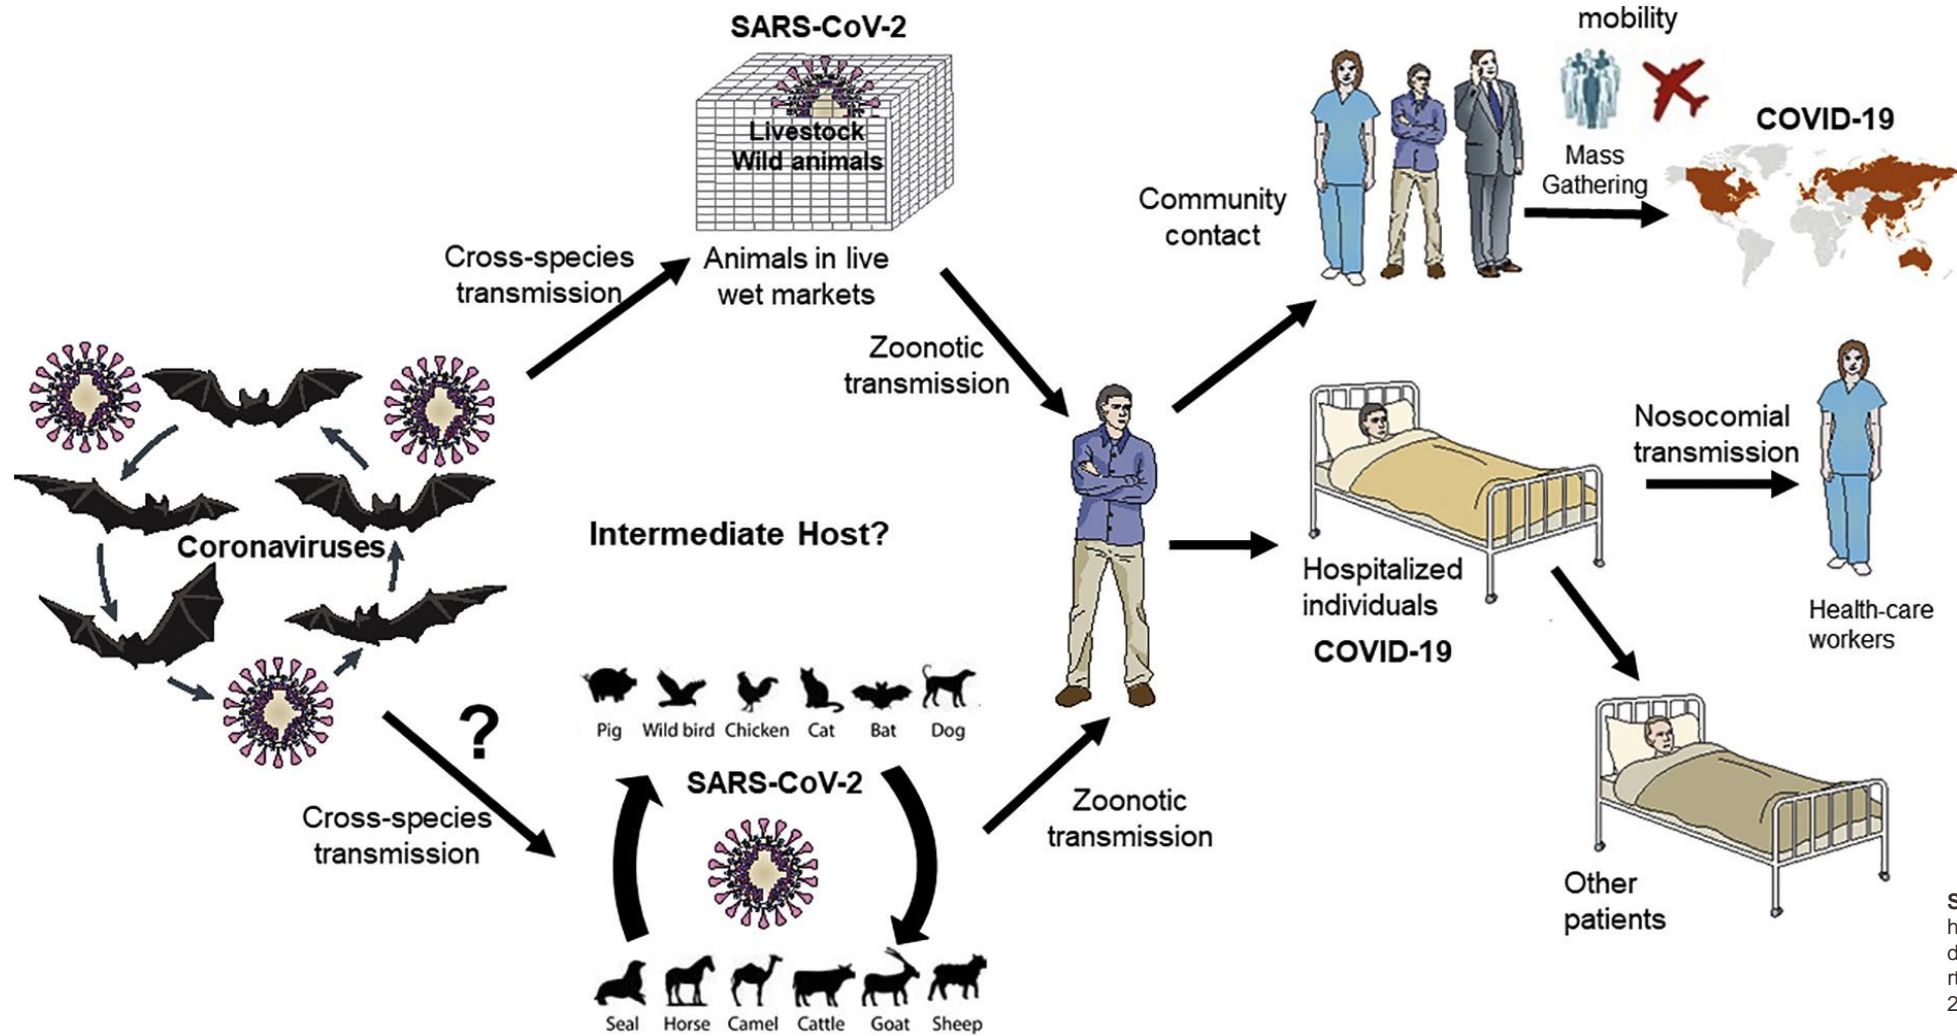 SARS-CoV-2
Livestock
Wild animals
Animals in live
wet markets
Cross-species
transmission
Zoonotic
transmission
mobility
Mass
Gathering
COVID-19
Community
contact
Coronaviruses
Intermediate Host?
Nosocomial
transmission
Health-care
workers
Hospitalized
individuals
COVID-19
Other
patients
?
Cross-species
transmission
Pig Wild bird Chicken Cat Bat Dog
SARS-CoV-2
Seal Horse Camel Cattle Goat Sheep
Zoonotic
transmission